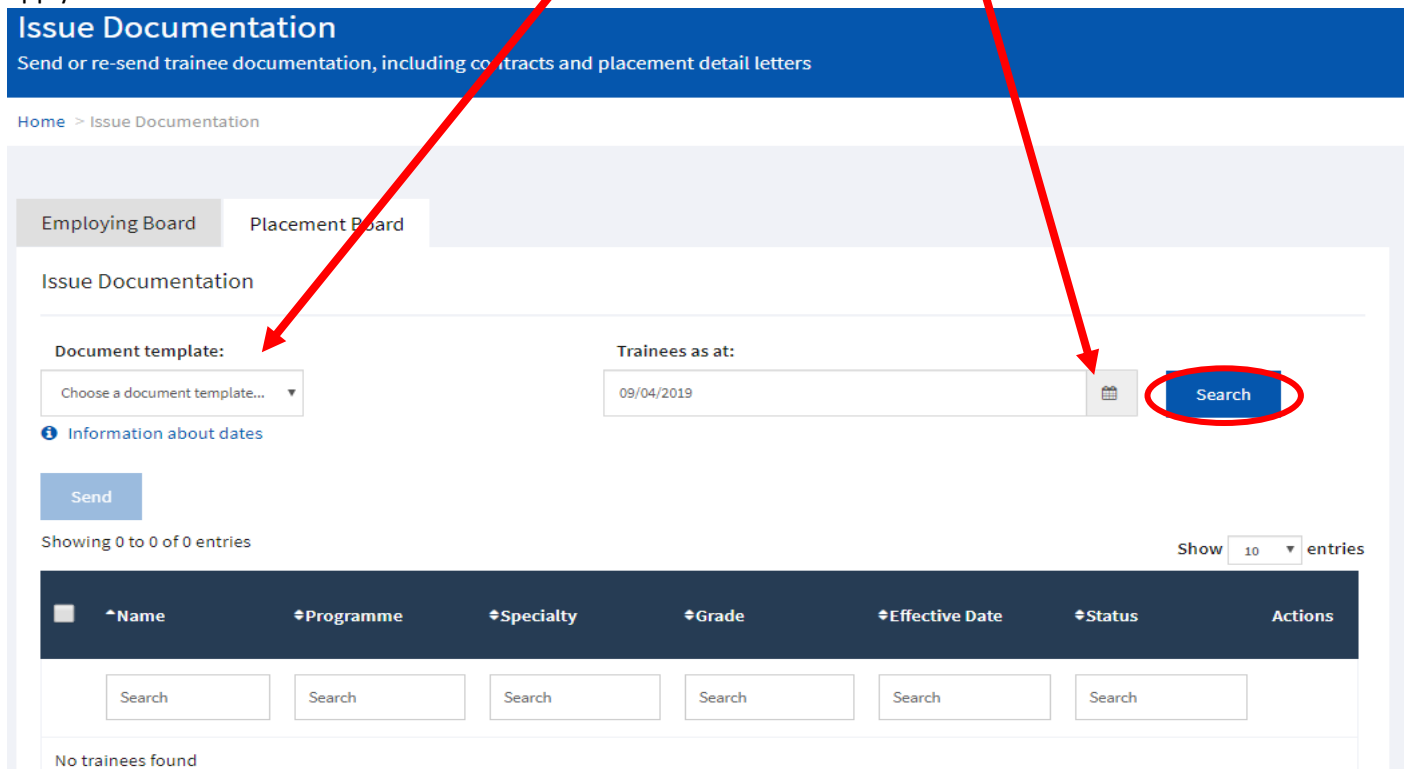 Issue Documentation
Send or re-send trainee documentation, including contracts and placement detail letters
Home > Issue Documentation
Employing Board Placement Board
Issue Documentation
Document template: Trainees as at:
Choose a document template... 09/04/2019 Search
Information about dates
Send
Showing 0 to 0 of 0 entries Show 10 entries
Name Programme Specialty Grade Effective Date Status Actions
Search Search Search Search Search Search
No trainees found